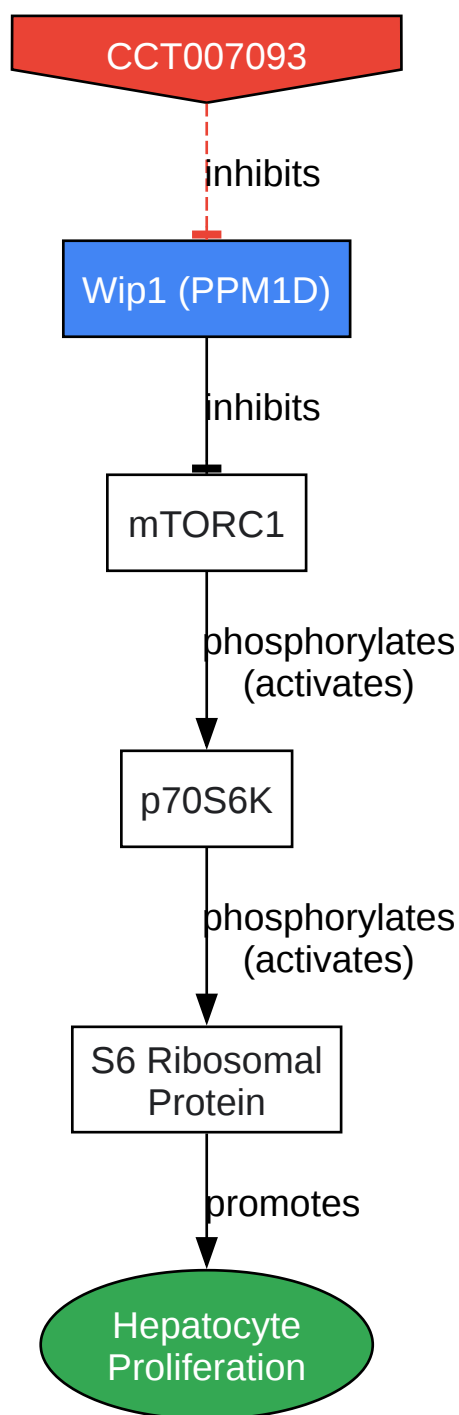 CCT007093
inhibits
Wip1 (PPM1D)
inhibits
mTORC1
phosphorylates
(activates)
p70S6K
phosphorylates
(activates)
S6 Ribosomal
Protein
promotes
Hepatocyte
Proliferation